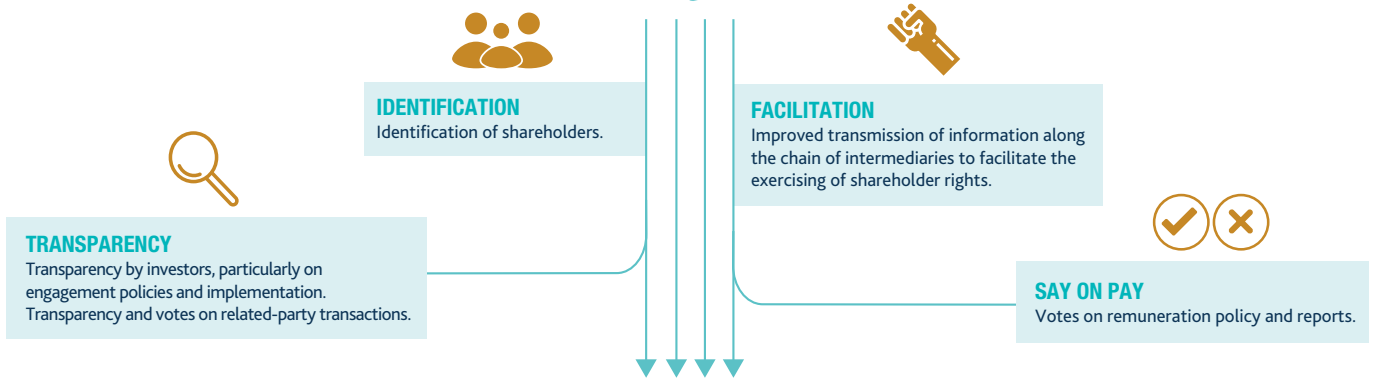 IDENTIFICATION
Identification of shareholders.
FACILITATION
Improved transmission of information along
the chain of intermediaries to facilitate the
exercising of shareholder rights.
TRANSPARENCY
Transparency by investors, particularly on
engagement policies and implementation.
Transparency and votes on related-party transactions.
SAY ON PAY
Votes on remuneration policy and reports.